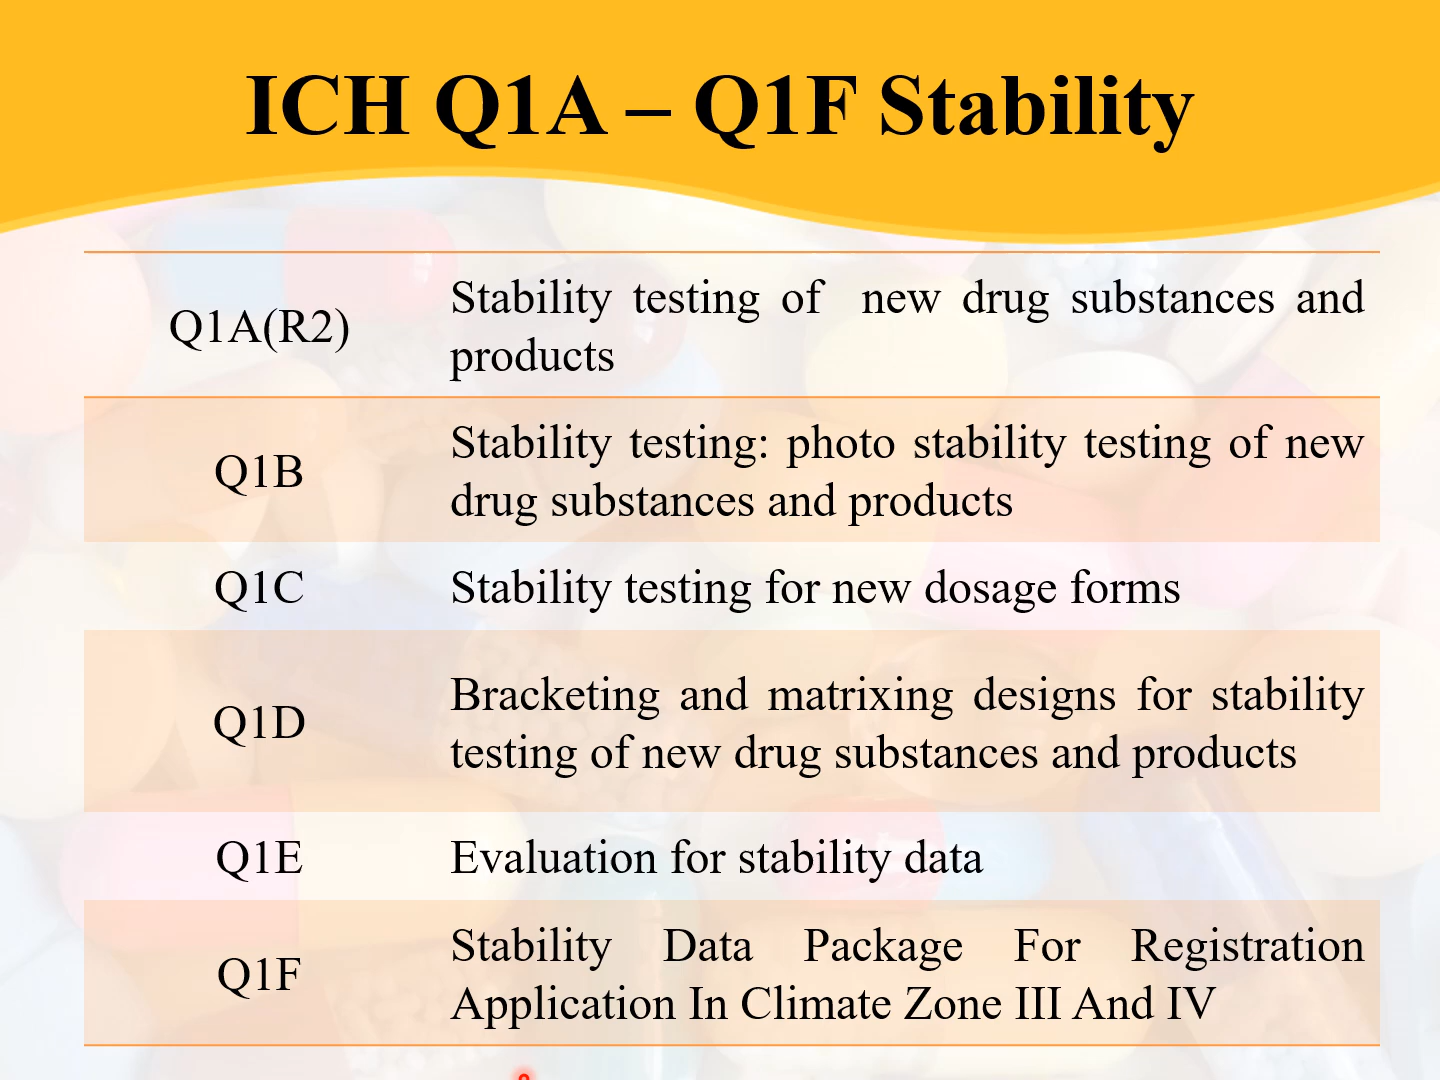 ICH Q1A – Q1F Stability
Q1A(R2)
Stability testing of new drug substances and
products
Q1B
Stability testing: photo stability testing of new
drug substances and products
Q1C
Stability testing for new dosage forms
Q1D
Bracketing and matrixing designs for stability
testing of new drug substances and products
Q1E
Evaluation for stability data
Q1F
Stability Data Package For Registration
Application In Climate Zone III And IV